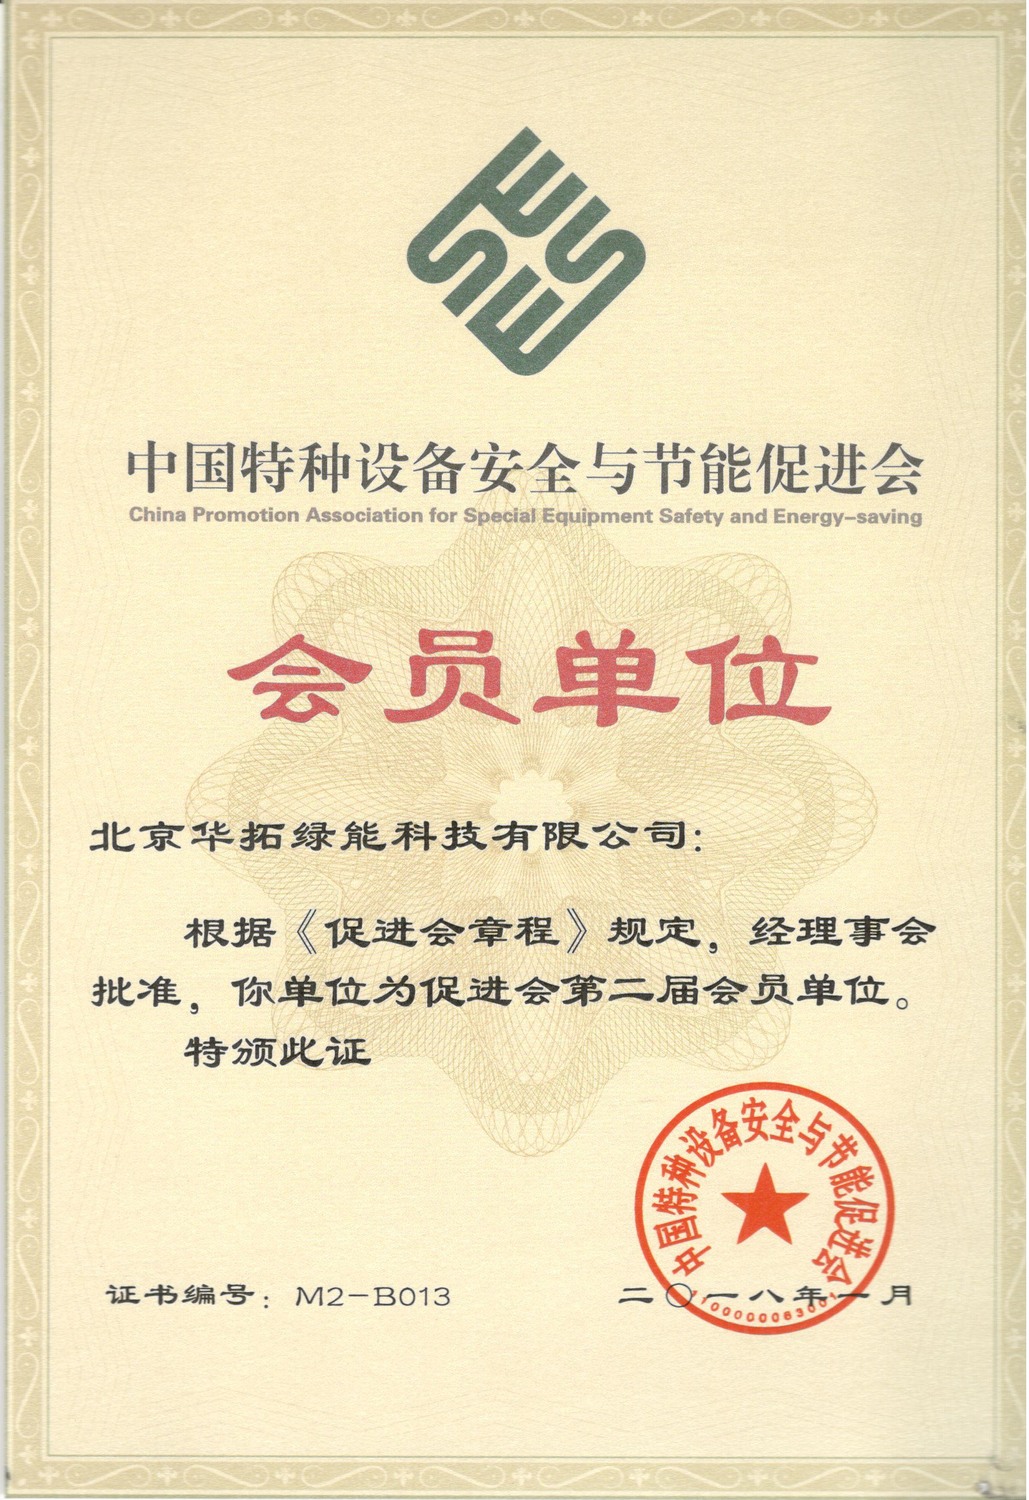 中国特种设备安全与节能促进会
China Promotion Association for Special Equipment Safety and Energy-saving
会员单位
北京华拓绿能科技有限公司:
根据《促进会章程》规定，经理事会
批准，你单位为促进会第二届会员单位。
特颁此证
中国特种设备安全与节能促进会
证书编号：M2-B013
二〇一八年一月
1100000063001